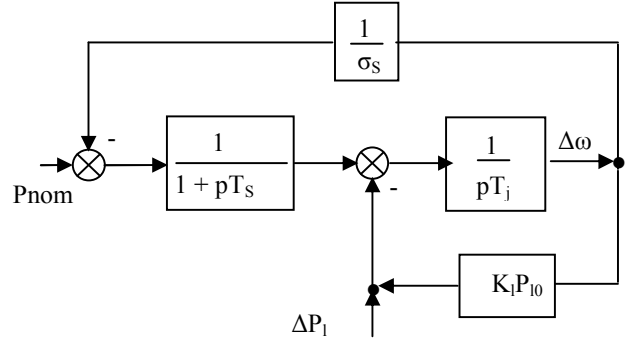 1
σS
-
1
1 + pTS
1
pTj
Δω
Pnom
-
KlPl0
ΔPl